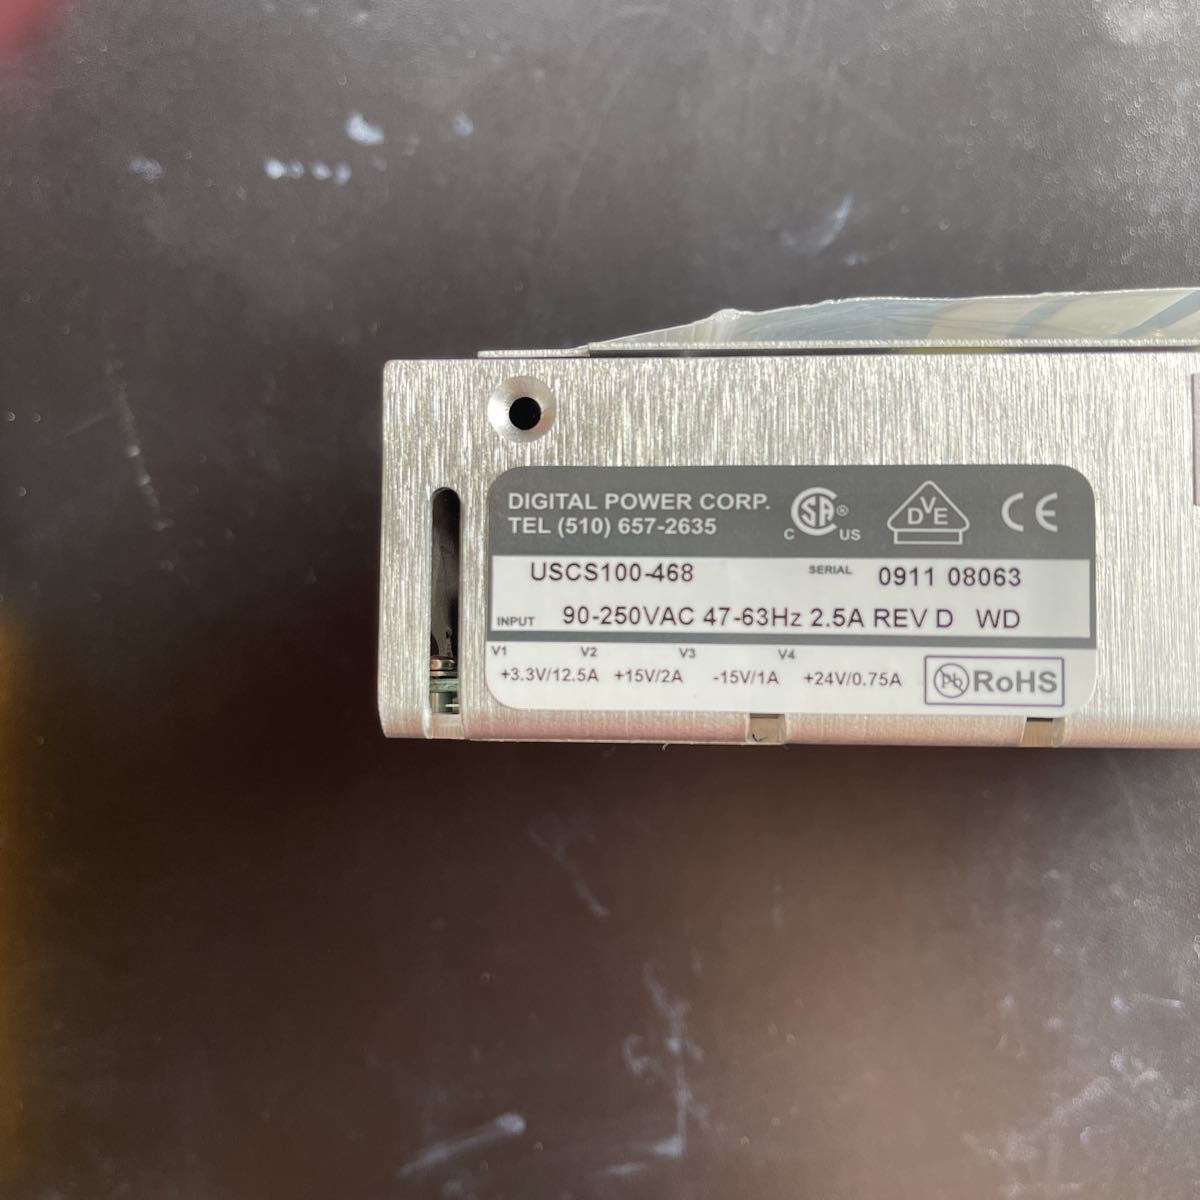 DIGITAL POWER CORP.
TEL (510) 657-2635
C SA® US
DVE
CE
USCS100-468 SERIAL 0911 08063
INPUT 90-250VAC 47-63Hz 2.5A REV D WD
V1 V2 V3 V4
+3.3V/12.5A +15V/2A -15V/1A +24V/0.75A
Pb RoHS